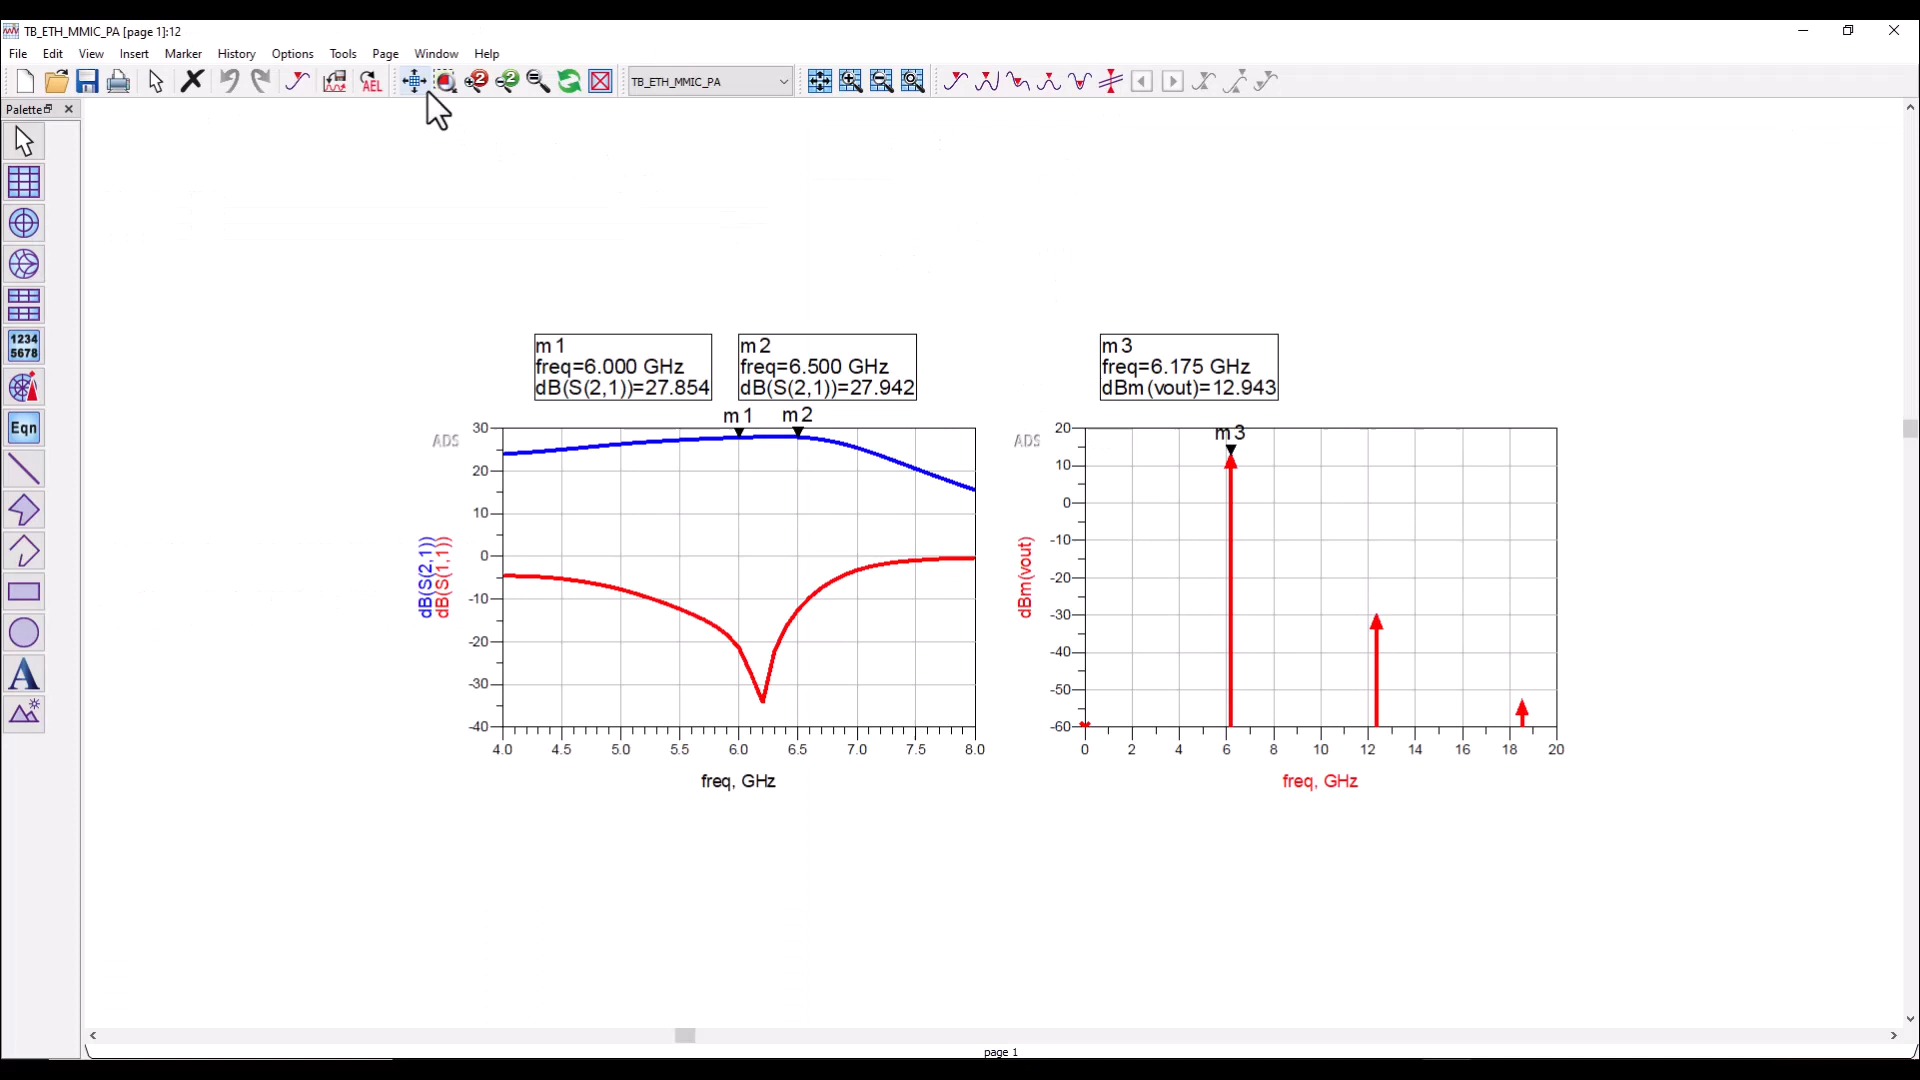 TB_ETH_MMIC_PA [page 1]:12
File Edit View Insert Marker History Options Tools Page Window Help
AEL 2 2 TB_ETH_MMIC_PA
Palette
1234
5678
Eqn
A
m1
freq=6.000 GHz
dB(S(2,1))=27.854
m2
freq=6.500 GHz
dB(S(2,1))=27.942
m3
freq=6.175 GHz
dBm(vout)=12.943
m1 m2
ADS
30
20
10
0
-10
-20
-30
-40
dB(S(2,1))
dB(S(1,1))
4.0 4.5 5.0 5.5 6.0 6.5 7.0 7.5 8.0
freq, GHz
m3
ADS
20
10
0
-10
-20
-30
-40
-50
-60
dBm(vout)
0 2 4 6 8 10 12 14 16 18 20
freq, GHz
page 1